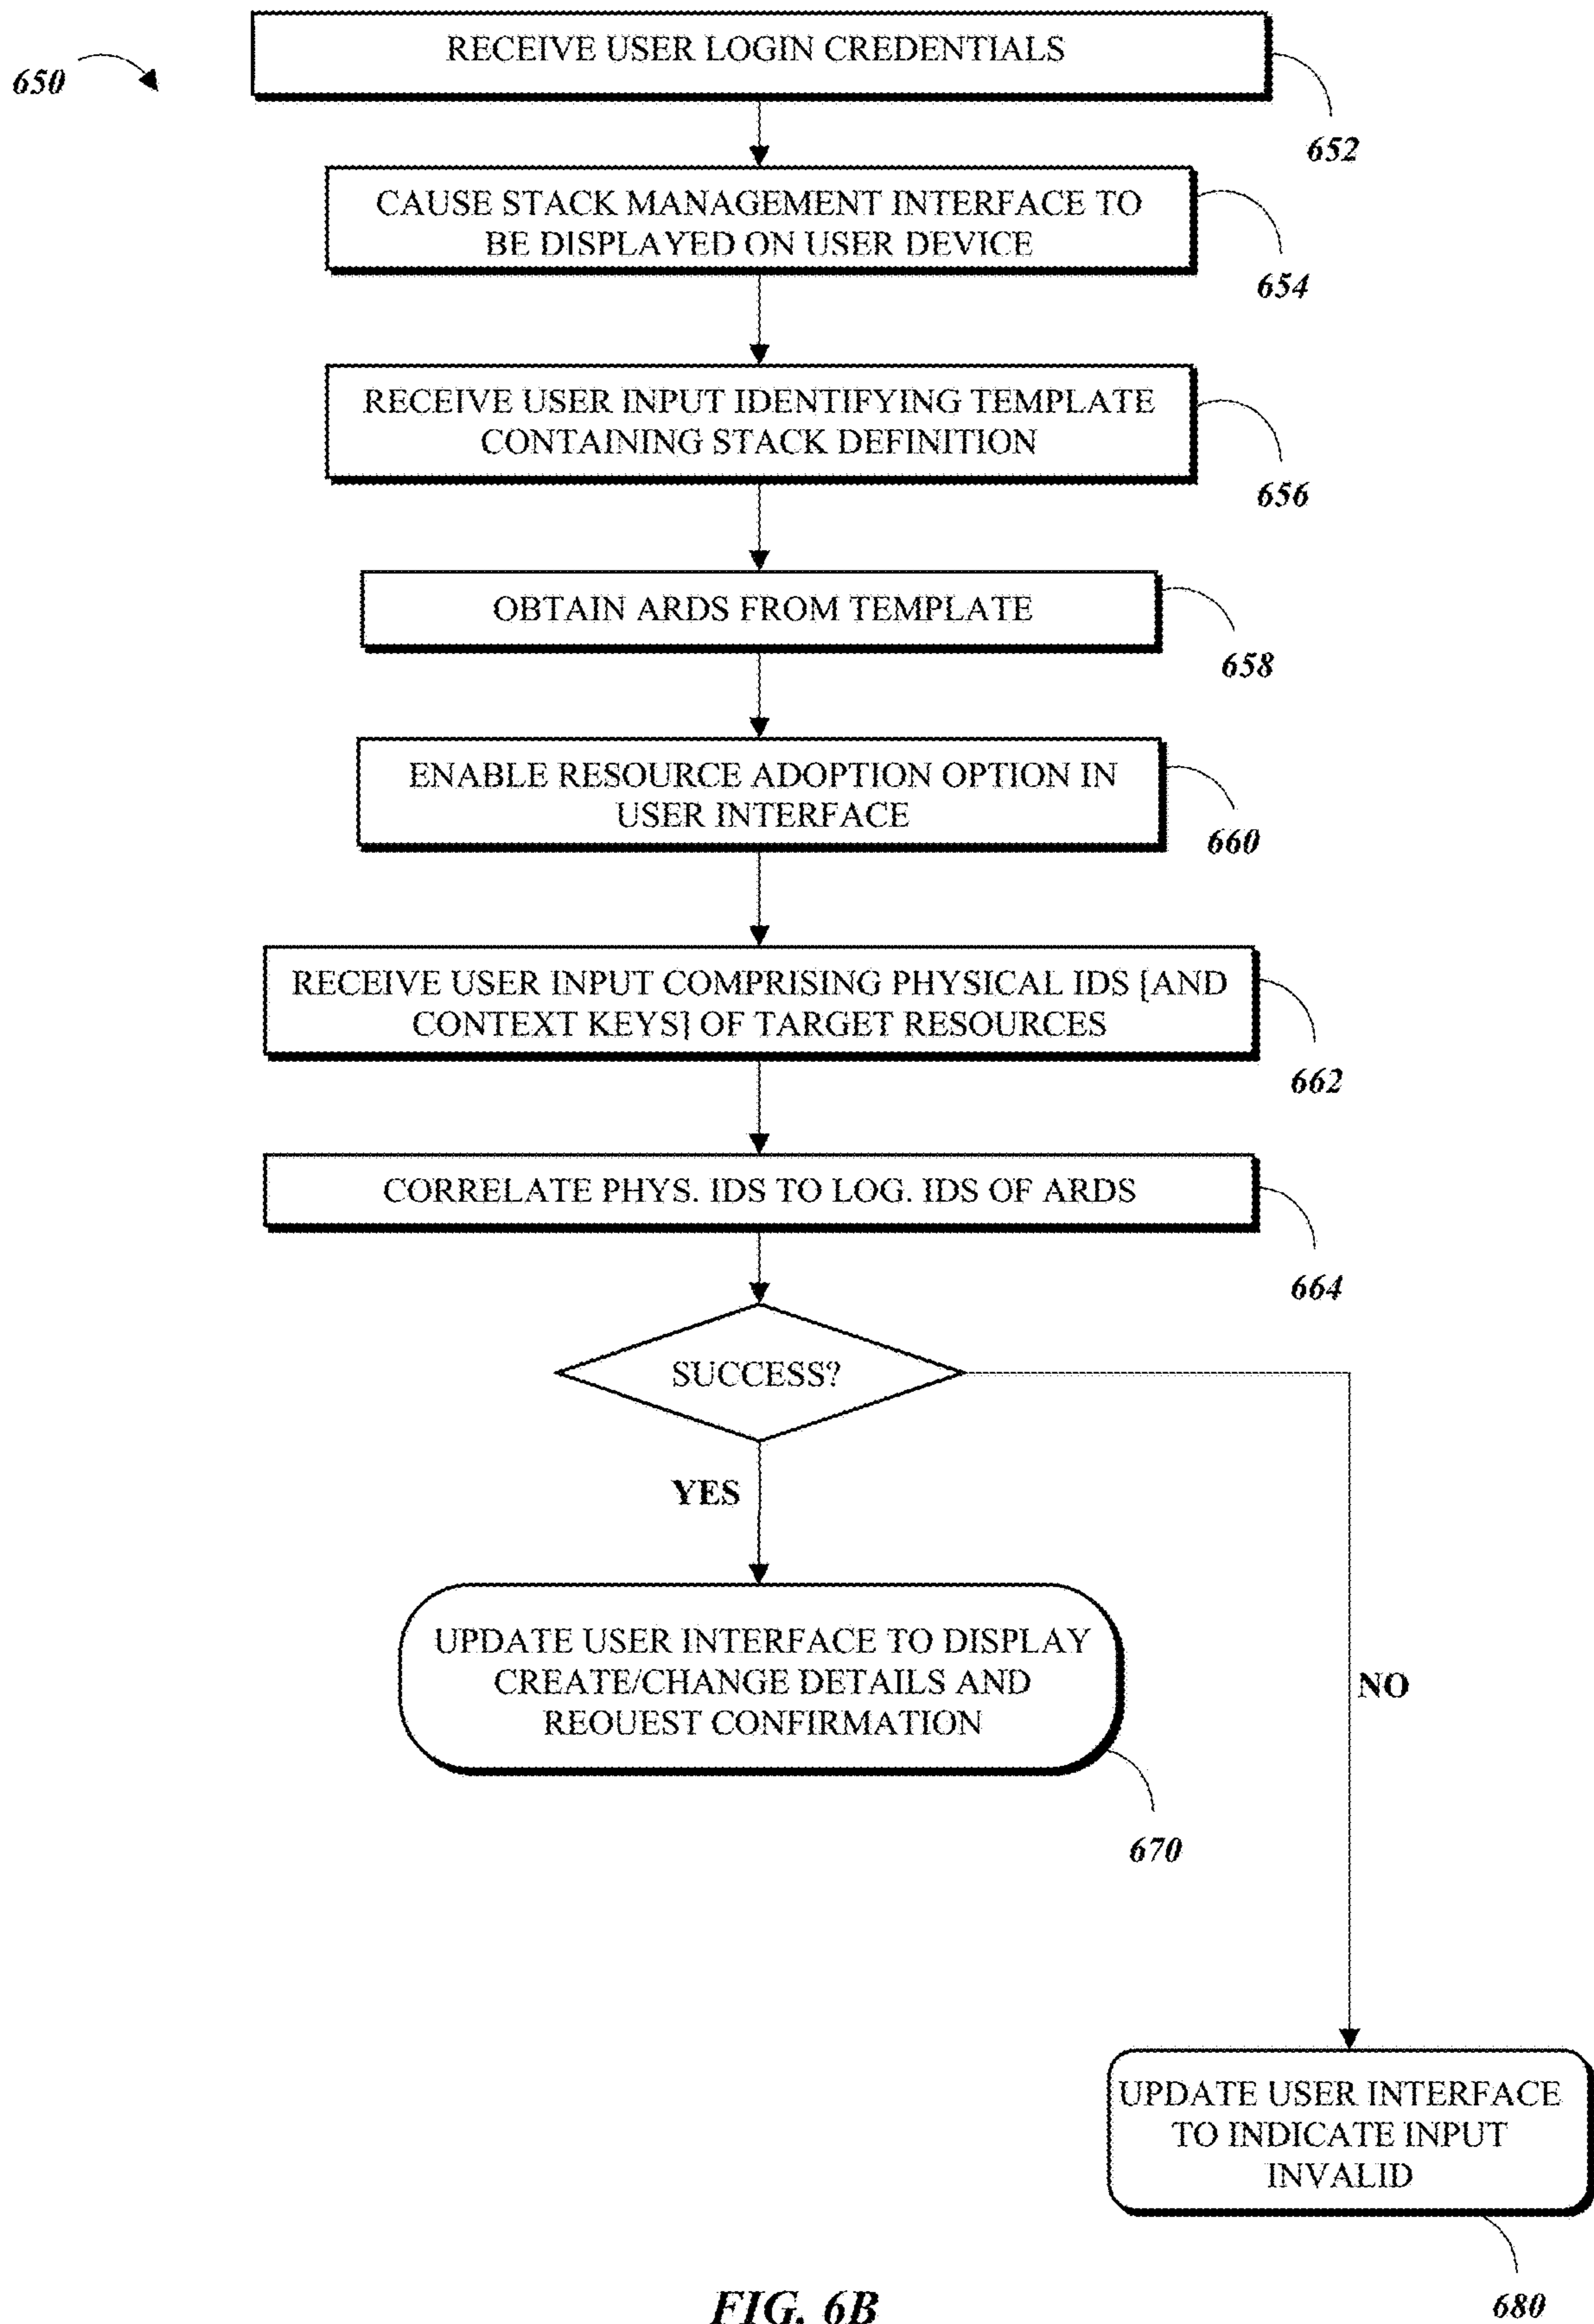 650
RECEIVE USER LOGIN CREDENTIALS
652
CAUSE STACK MANAGEMENT INTERFACE TO
BE DISPLAYED ON USER DEVICE
654
RECEIVE USER INPUT IDENTIFYING TEMPLATE
CONTAINING STACK DEFINITION
656
OBTAIN ARDS FROM TEMPLATE
658
ENABLE RESOURCE ADOPTION OPTION IN
USER INTERFACE
660
RECEIVE USER INPUT COMPRISING PHYSICAL IDS [AND
CONTEXT KEYS] OF TARGET RESOURCES
662
CORRELATE PHYS. IDS TO LOG. IDS OF ARDS
664
SUCCESS?
YES
NO
UPDATE USER INTERFACE TO DISPLAY
CREATE/CHANGE DETAILS AND
REQUEST CONFIRMATION
670
UPDATE USER INTERFACE
TO INDICATE INPUT
INVALID
680
FIG. 6B